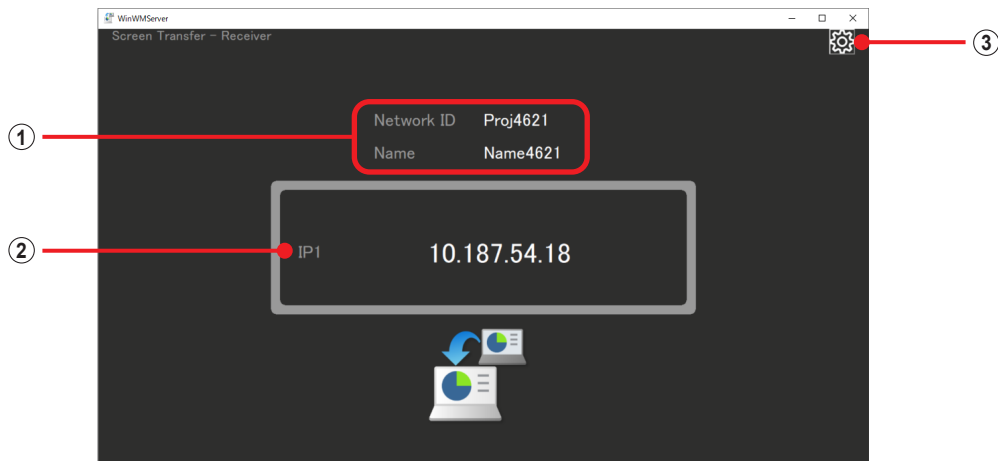 WinWMServer
Screen Transfer - Receiver
3
1
Network ID Proj4621
Name Name4621
2
IP1 10.187.54.18